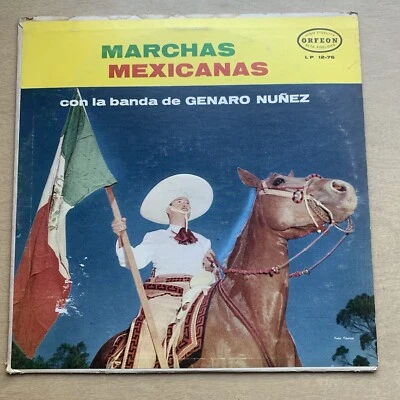 MARCHAS
MEXICANAS
ORFEON
LP 12-75
con la banda de GENARO NUÑEZ